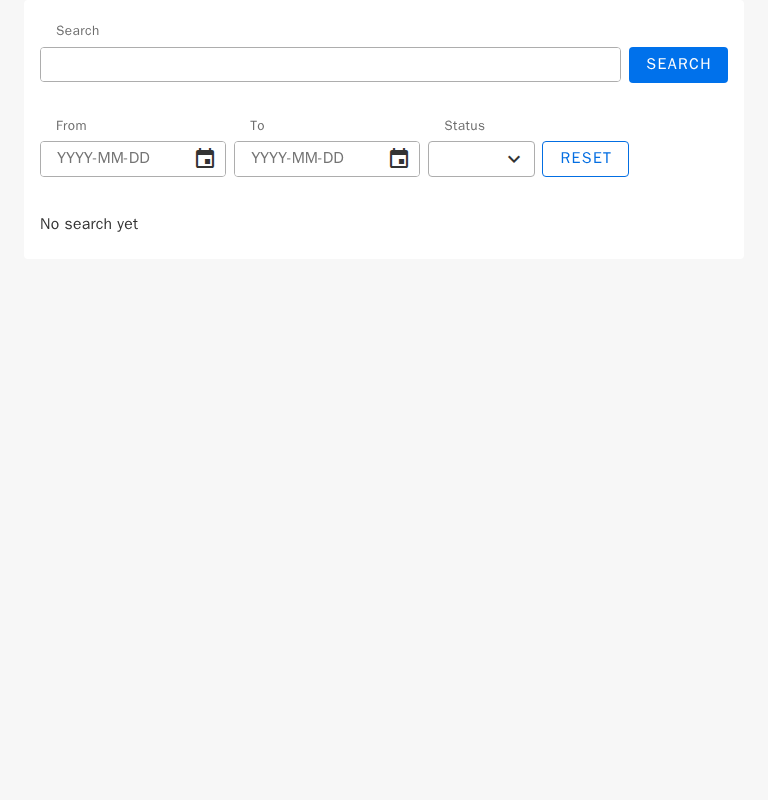 Search
SEARCH
From To Status
YYYY-MM-DD YYYY-MM-DD RESET
No search yet